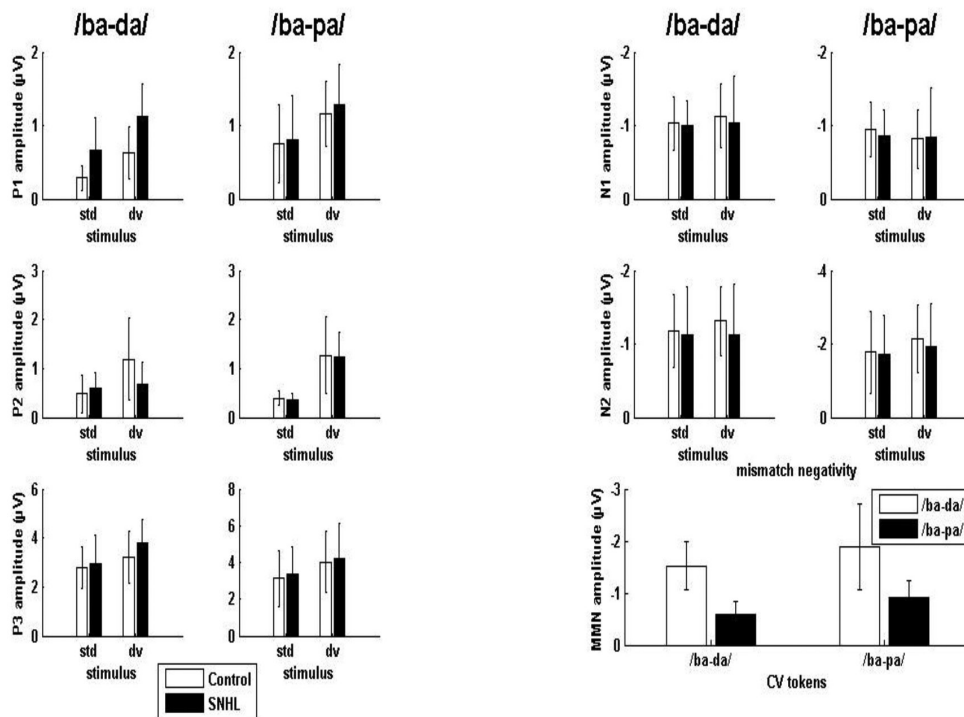 /ba-da/ /ba-pa/ /ba-da/ /ba-pa/
P1 amplitude (µV)
2
1
0
std dv
stimulus
2
1
0
std dv
stimulus
N1 amplitude (µV)
-2
-1
0
std dv
stimulus
-2
-1
0
std dv
stimulus
P2 amplitude (µV)
3
2
1
0
std dv
stimulus
3
2
1
0
std dv
stimulus
N2 amplitude (µV)
-2
-1
0
std dv
stimulus
-4
-2
0
std dv
stimulus
P3 amplitude (µV)
6
4
2
0
std dv
stimulus
8
6
4
2
0
std dv
stimulus
Control
SNHL
mismatch negativity
MMN amplitude (µV)
-3
-2
-1
0
/ba-da/
/ba-pa/
/ba-da/ /ba-pa/
CV tokens